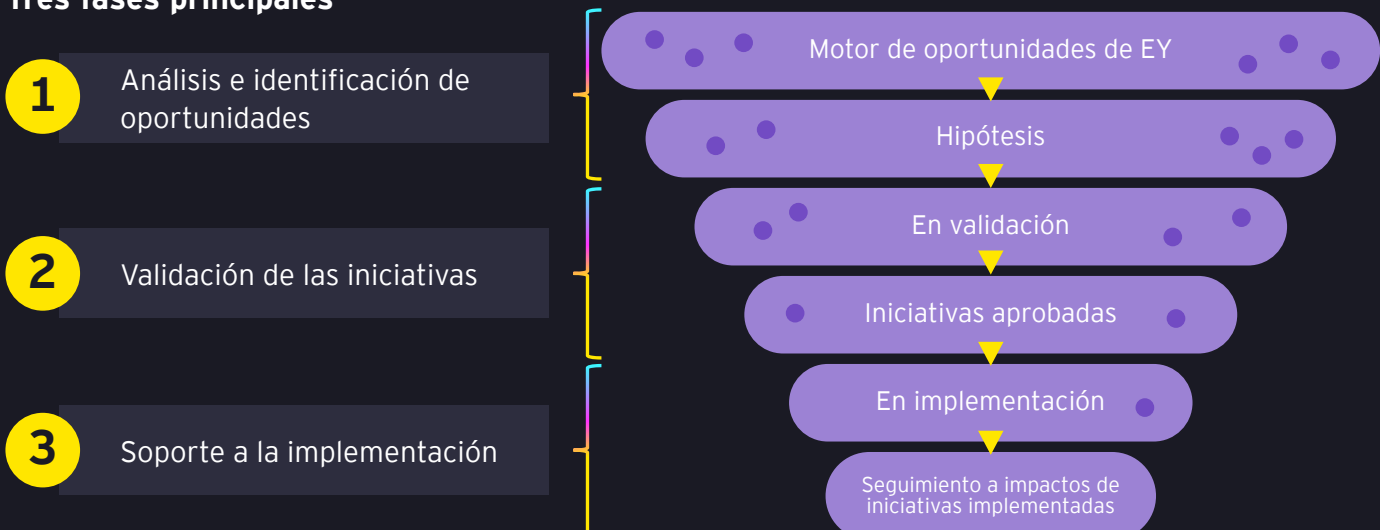 Tres fases principales
1
Análisis e identificación de
oportunidades
2
Validación de las iniciativas
3
Soporte a la implementación
Motor de oportunidades de EY
Hipótesis
En validación
Iniciativas aprobadas
En implementación
Seguimiento a impactos de
iniciativas implementadas